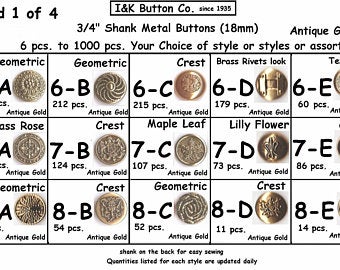 I&K Button Co. since 1935
d 1 of 4
3/4" Shank Metal Buttons (18mm)
Antique G
6 pcs. to 1000 pcs. Your Choice of style or styles or assor
eometric Geometric Crest Brass Rivets look Te
A 6-B 6-C 6-D 6-E
212 pcs. 215 pcs. 179 pcs. 60 pcs.
Antique Gold Antique Gold Antique Gold Antique Gold Antiq
ass Rose Crest Maple Leaf Lilly Flower
A 7-B 7-C 7-D 7-E
124 pcs. 107 pcs. 73 pcs. 86 pcs.
Antique Gold Antique Gold Antique Gold Antique Gold Antiq
eometric Crest Geometric Crest
A 8-B 8-C 8-D 8-E
54 pcs. 52 pcs. 11 pcs. 14 pcs.
Antique Gold Antique Gold Antique Gold Antique Gold Antiq
shank on the back for easy sewing
Quantities listed for each style are updated daily